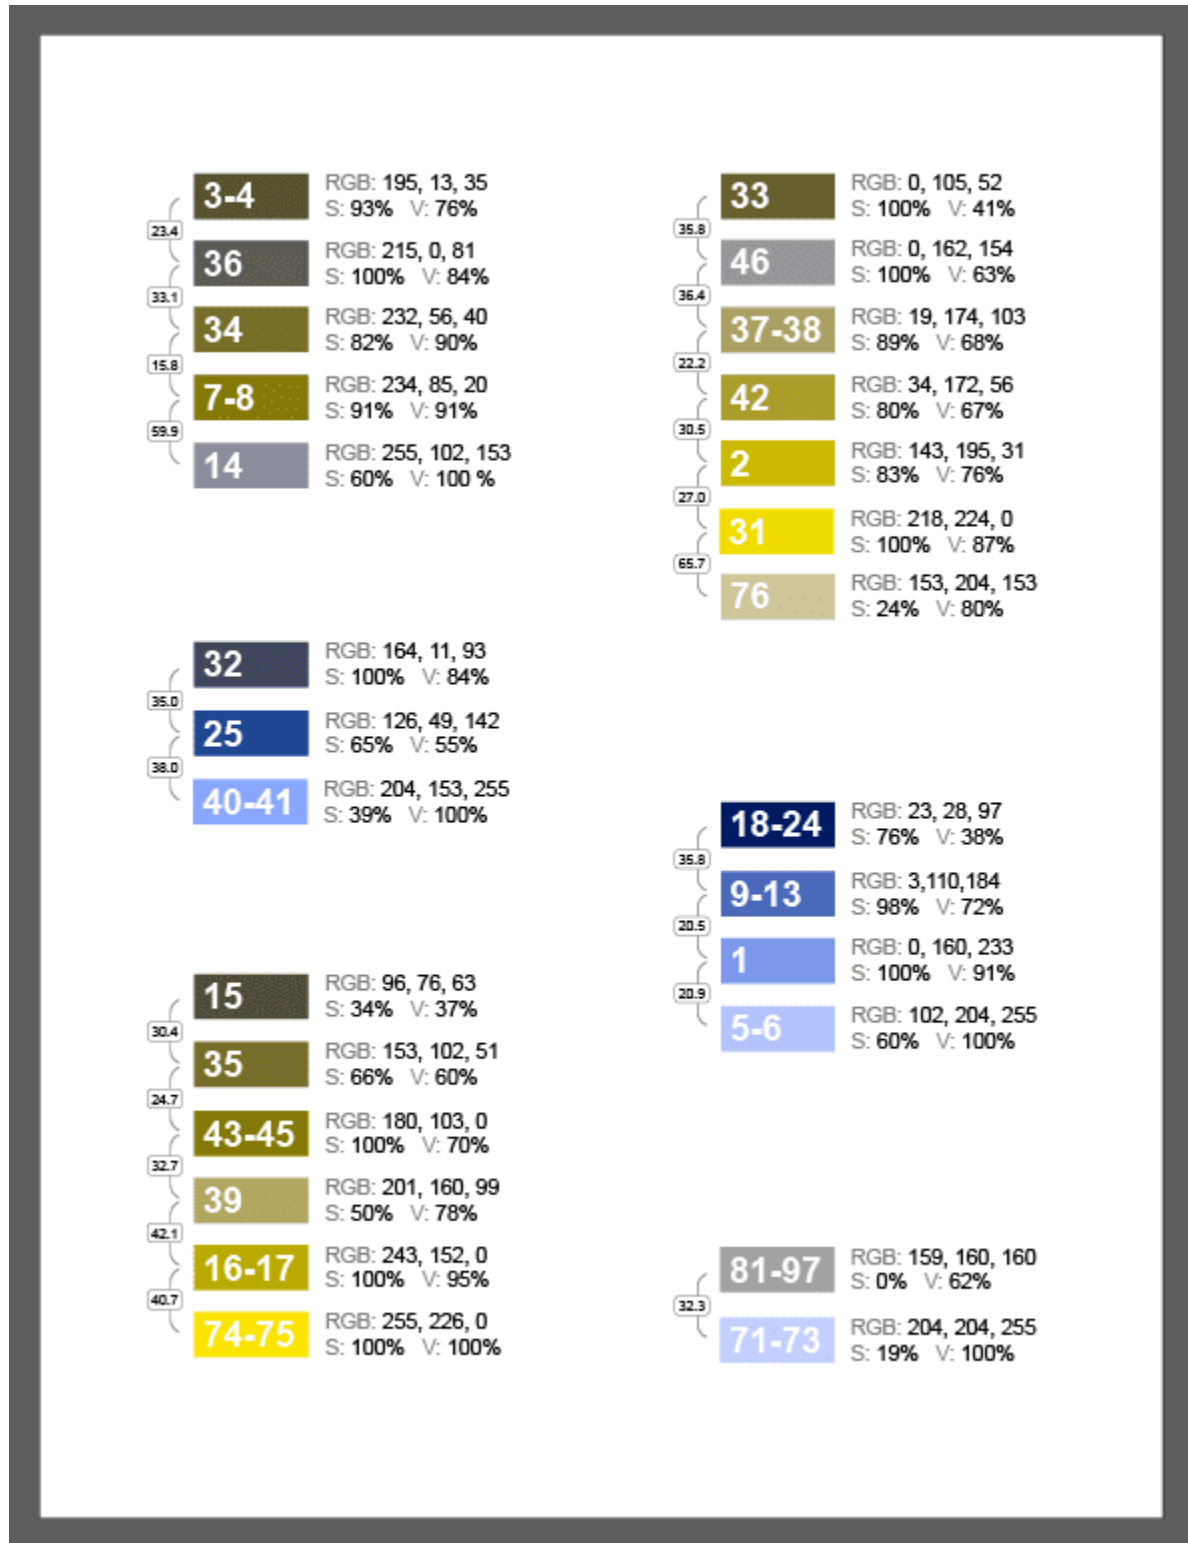 3-4
RGB: 195, 13, 35
S: 93% V: 76%
23.4
36
RGB: 215, 0, 81
S: 100% V: 84%
33.1
34
RGB: 232, 56, 40
S: 82% V: 90%
15.8
7-8
RGB: 234, 85, 20
S: 91% V: 91%
59.9
14
RGB: 255, 102, 153
S: 60% V: 100 %
32
RGB: 164, 11, 93
S: 100% V: 84%
35.0
25
RGB: 126, 49, 142
S: 65% V: 55%
38.0
40-41
RGB: 204, 153, 255
S: 39% V: 100%
15
RGB: 96, 76, 63
S: 34% V: 37%
30.4
35
RGB: 153, 102, 51
S: 66% V: 60%
24.7
43-45
RGB: 180, 103, 0
S: 100% V: 70%
32.7
39
RGB: 201, 160, 99
S: 50% V: 78%
42.1
16-17
RGB: 243, 152, 0
S: 100% V: 95%
40.7
74-75
RGB: 255, 226, 0
S: 100% V: 100%
33
RGB: 0, 105, 52
S: 100% V: 41%
35.8
46
RGB: 0, 162, 154
S: 100% V: 63%
36.4
37-38
RGB: 19, 174, 103
S: 89% V: 68%
22.2
42
RGB: 34, 172, 56
S: 80% V: 67%
30.5
2
RGB: 143, 195, 31
S: 83% V: 76%
27.0
31
RGB: 218, 224, 0
S: 100% V: 87%
65.7
76
RGB: 153, 204, 153
S: 24% V: 80%
18-24
RGB: 23, 28, 97
S: 76% V: 38%
35.8
9-13
RGB: 3,110,184
S: 98% V: 72%
20.5
1
RGB: 0, 160, 233
S: 100% V: 91%
20.9
5-6
RGB: 102, 204, 255
S: 60% V: 100%
81-97
RGB: 159, 160, 160
S: 0% V: 62%
32.3
71-73
RGB: 204, 204, 255
S: 19% V: 100%